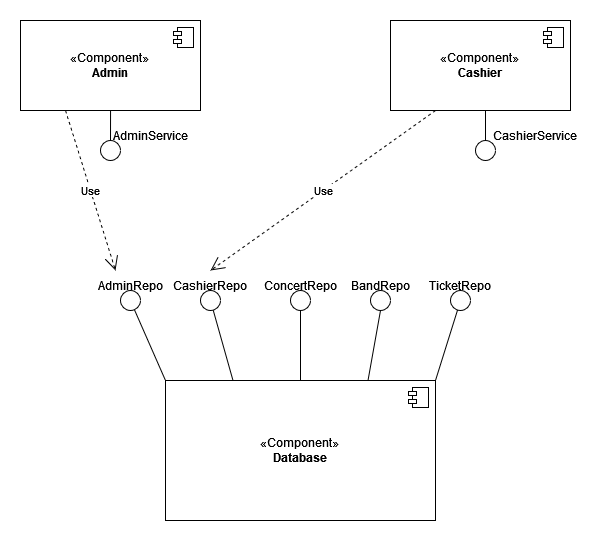 «Component»
Admin
«Component»
Cashier
AdminService
CashierService
Use
Use
AdminRepo
CashierRepo
ConcertRepo
BandRepo
TicketRepo
«Component»
Database